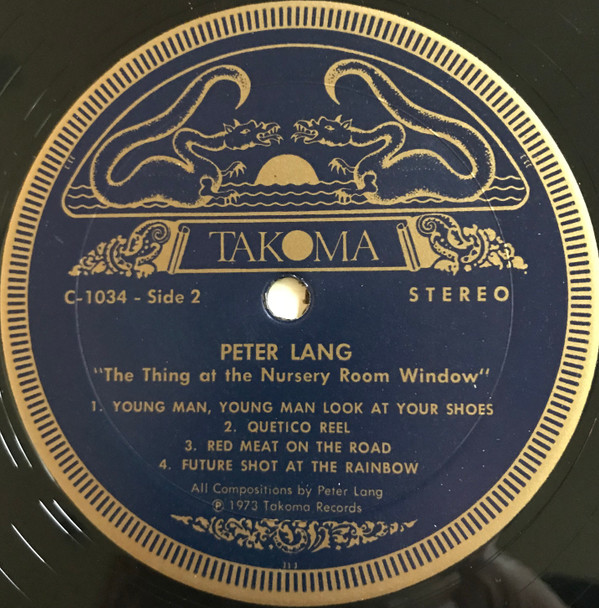 TAKOMA
C-1034 - Side 2
STEREO
PETER LANG
"The Thing at the Nursery Room Window"
1. YOUNG MAN, YOUNG MAN LOOK AT YOUR SHOES
2. QUETICO REEL
3. RED MEAT ON THE ROAD
4. FUTURE SHOT AT THE RAINBOW
All Compositions by Peter Lang
℗ 1973 Takoma Records